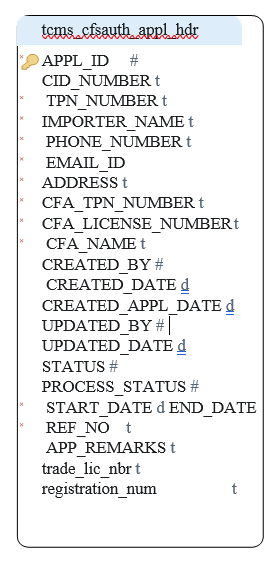 tcms_cfsauth_appl_hdr
APPL_ID #
CID_NUMBER t
* TPN_NUMBER t
* IMPORTER_NAME t
* PHONE_NUMBER t
* EMAIL_ID
* ADDRESS t
* CFA_TPN_NUMBER t
* CFA_LICENSE_NUMBER t
* CFA_NAME t
CREATED_BY #
CREATED_DATE d
CREATED_APPL_DATE d
UPDATED_BY #
UPDATED_DATE d
STATUS #
PROCESS_STATUS #
* START_DATE d END_DATE
* REF_NO t
APP_REMARKS t
trade_lic_nbr t
registration_num t